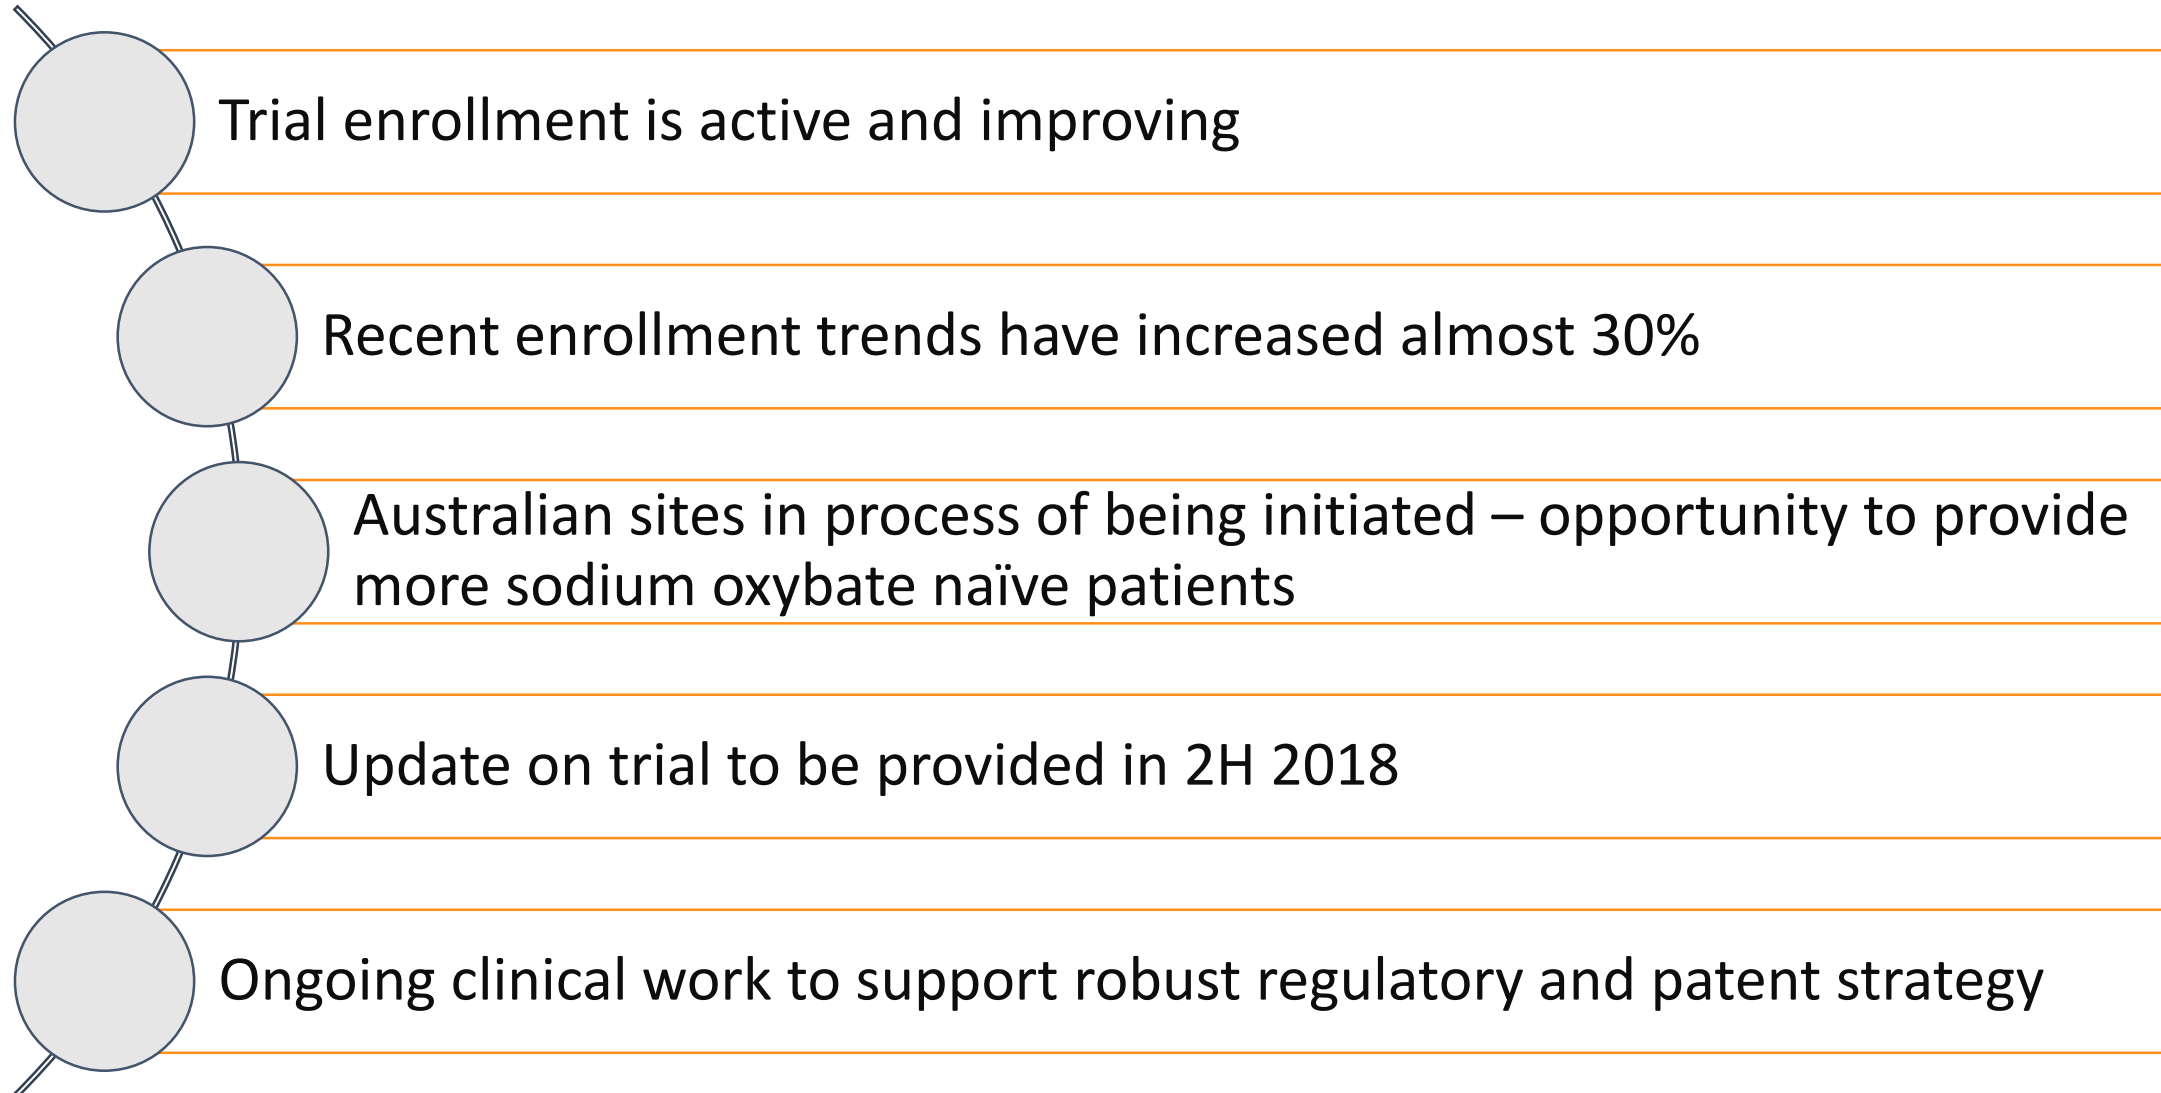 Trial enrollment is active and improving
Recent enrollment trends have increased almost 30%
Australian sites in process of being initiated – opportunity to provide
more sodium oxybate naïve patients
Update on trial to be provided in 2H 2018
Ongoing clinical work to support robust regulatory and patent strategy